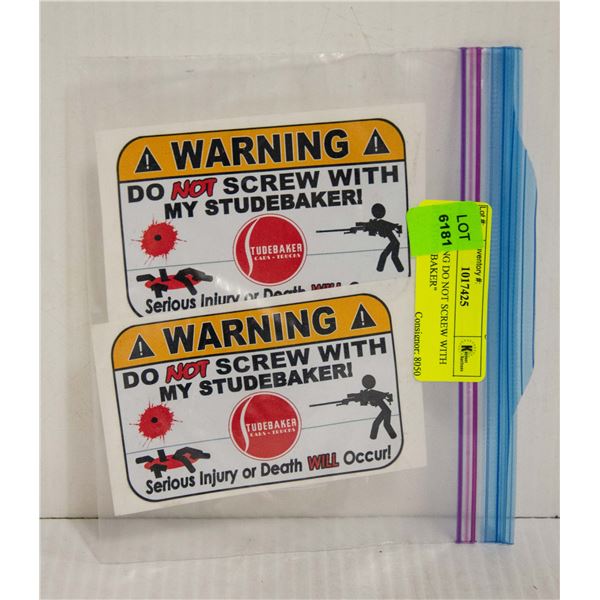 WARNING
DO NOT SCREW WITH
MY STUDEBAKER!
STUDEBAKER
CARS - TRUCKS
Serious Injury or Death WILL
WARNING
DO NOT SCREW WITH
MY STUDEBAKER!
STUDEBAKER
CARS - TRUCKS
Serious Injury or Death WILL Occur!
LOT
6181
Lot #:
Inventory #:
1017425
DO NOT SCREW WITH
BAKER"
Consignor: 8050